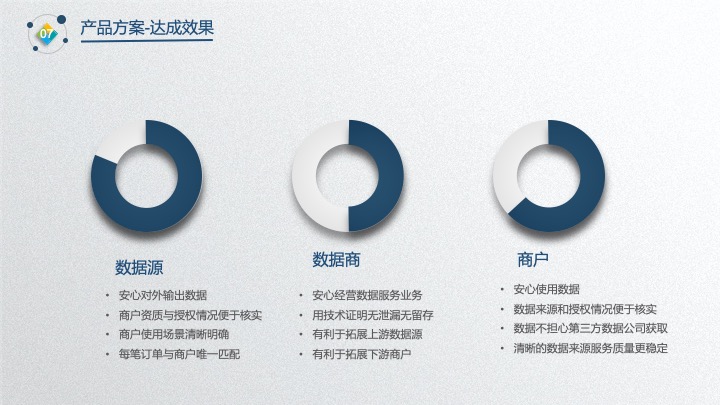 07
产品方案-达成效果
数据源
• 安心对外输出数据
• 商户资质与授权情况便于核实
• 商户使用场景清晰明确
• 每笔订单与商户唯一匹配
数据商
• 安心经营数据服务业务
• 用技术证明无泄漏无留存
• 有利于拓展上游数据源
• 有利于拓展下游商户
商户
• 安心使用数据
• 数据来源和授权情况便于核实
• 数据不担心第三方数据公司获取
• 清晰的数据来源服务质量更稳定